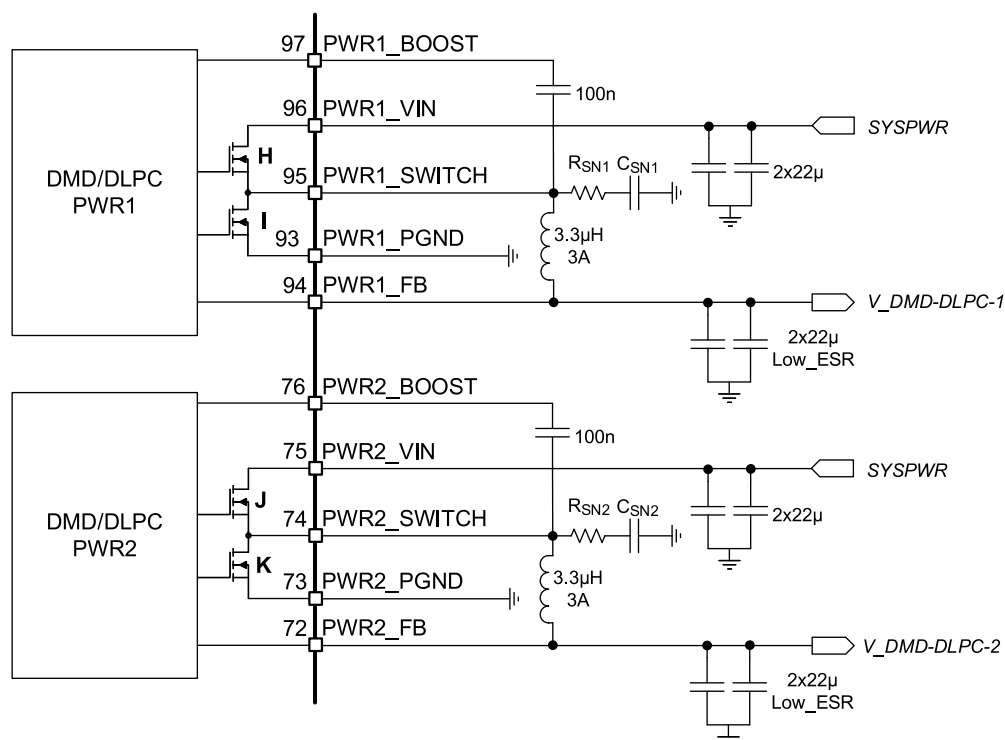 97 PWR1_BOOST
100n
96 PWR1_VIN
SYSPWR
H
DMD/DLPC
PWR1
RSN1 CSN1
2x22µ
95 PWR1_SWITCH
I
3.3µH
3A
93 PWR1_PGND
94 PWR1_FB
V_DMD-DLPC-1
2x22µ
Low_ESR
76 PWR2_BOOST
100n
75 PWR2_VIN
SYSPWR
J
DMD/DLPC
PWR2
RSN2 CSN2
2x22µ
74 PWR2_SWITCH
K
3.3µH
3A
73 PWR2_PGND
72 PWR2_FB
V_DMD-DLPC-2
2x22µ
Low_ESR